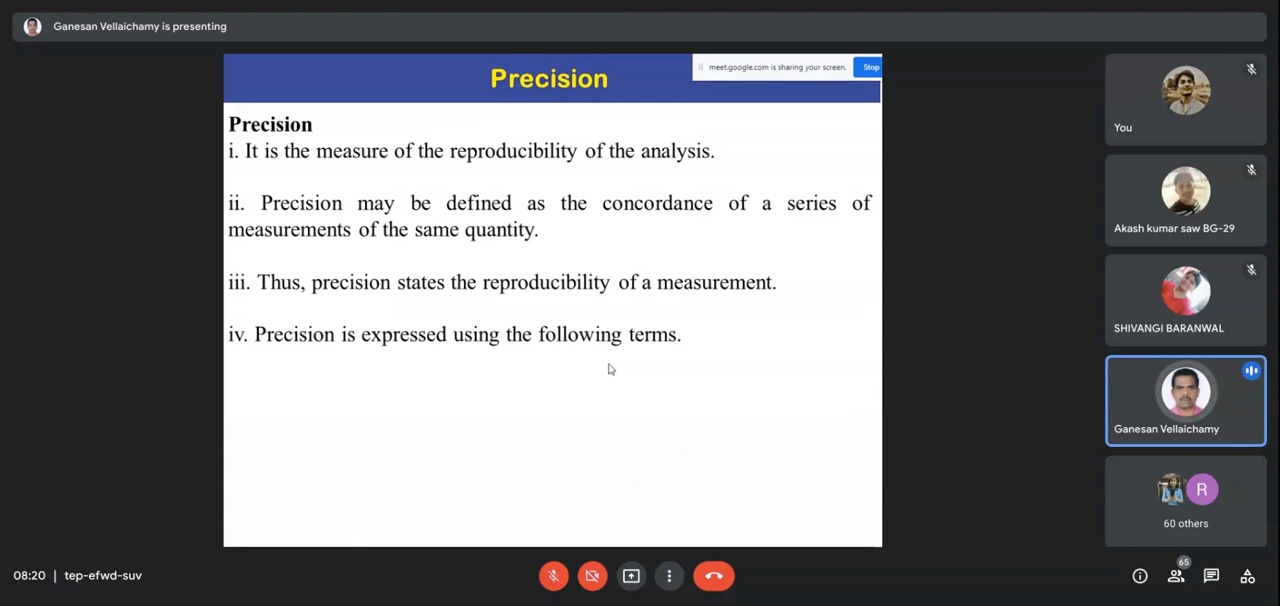 Ganesan Vellaichamy is presenting
Precision
meet.google.com is sharing your screen.
Stop
Precision
i. It is the measure of the reproducibility of the analysis.
ii. Precision may be defined as the concordance of a series of
measurements of the same quantity.
iii. Thus, precision states the reproducibility of a measurement.
iv. Precision is expressed using the following terms.
You
Akash kumar saw BG-29
SHIVANGI BARANWAL
Ganesan Vellaichamy
R
60 others
08:20 | tep-efwd-suv
65